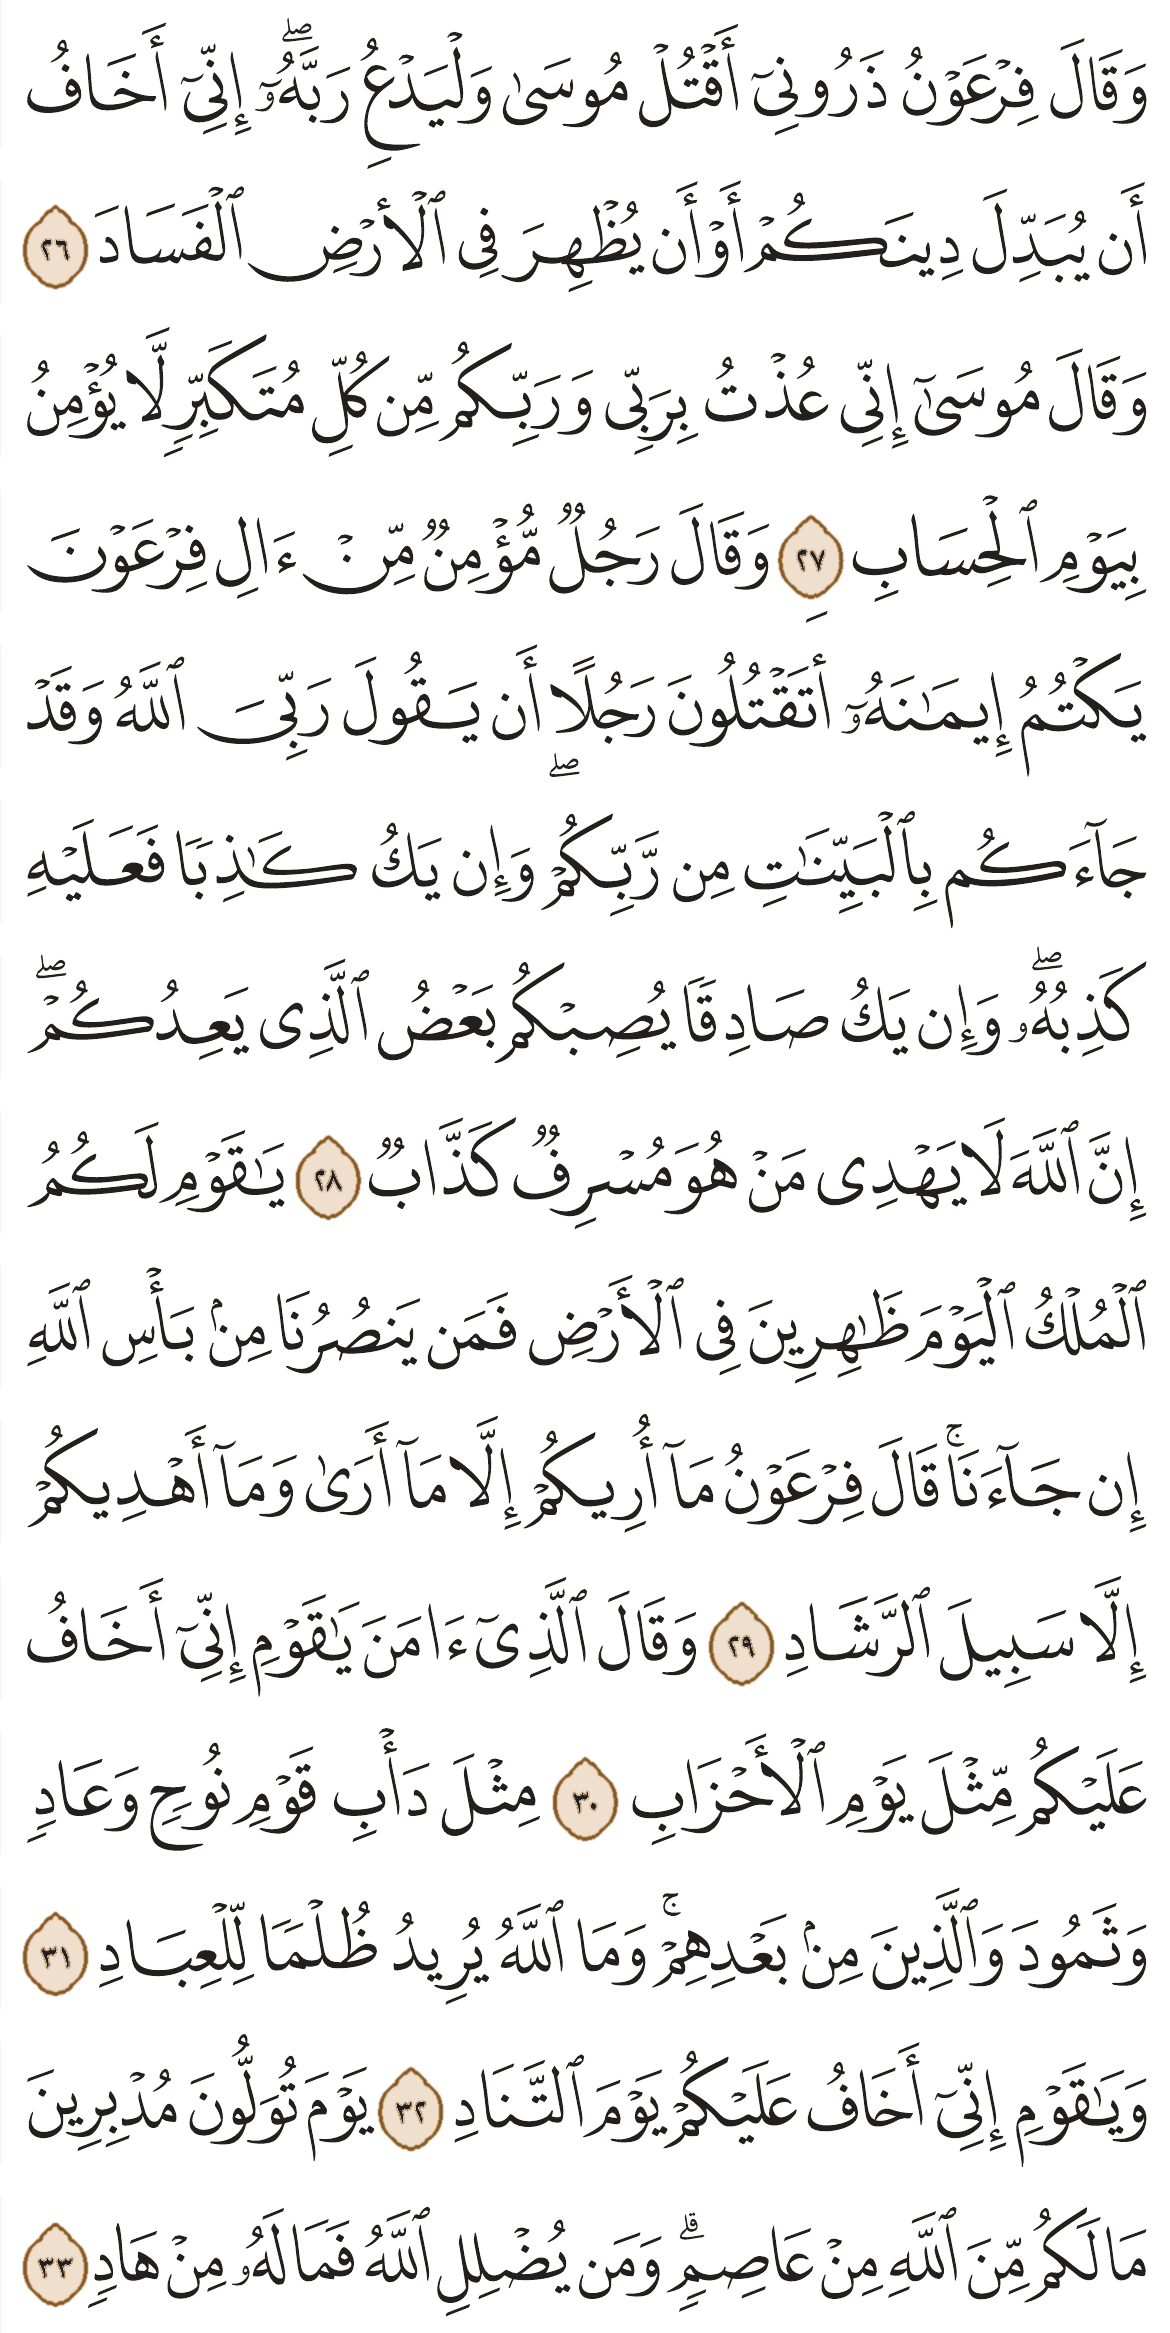 وَقَالَ فِرْعَوْنُ ذَرُونِىٓ أَقْتُلْ مُوسَىٰ وَلْيَدْعُ رَبَّهُۥٓ ۖ إِنِّىٓ أَخَافُ
أَن يُبَدِّلَ دِينَكُمْ أَوْ أَن يُظْهِرَ فِى ٱلْأَرْضِ ٱلْفَسَادَ ٢٦
وَقَالَ مُوسَىٰٓ إِنِّى عُذْتُ بِرَبِّى وَرَبِّكُم مِّن كُلِّ مُتَكَبِّرٍ لَّا يُؤْمِنُ
بِيَوْمِ ٱلْحِسَابِ ٢٧ وَقَالَ رَجُلٌ مُّؤْمِنٌ مِّنْ ءَالِ فِرْعَوْنَ
يَكْتُمُ إِيمَـٰنَهُۥٓ أَتَقْتُلُونَ رَجُلًا أَن يَقُولَ رَبِّىَ ٱللَّهُ وَقَدْ
جَآءَكُم بِٱلْبَيِّنَـٰتِ مِن رَّبِّكُمْ ۖ وَإِن يَكُ كَـٰذِبًا فَعَلَيْهِ
كَذِبُهُۥ ۖ وَإِن يَكُ صَادِقًا يُصِبْكُم بَعْضُ ٱلَّذِى يَعِدُكُمْ ۖ
إِنَّ ٱللَّهَ لَا يَهْدِى مَنْ هُوَ مُسْرِفٌ كَذَّابٌ ٢٨ يَـٰقَوْمِ لَكُمُ
ٱلْمُلْكُ ٱلْيَوْمَ ظَـٰهِرِينَ فِى ٱلْأَرْضِ فَمَن يَنصُرُنَا مِنۢ بَأْسِ ٱللَّهِ
إِن جَآءَنَا ۚ قَالَ فِرْعَوْنُ مَآ أُرِيكُمْ إِلَّا مَآ أَرَىٰ وَمَآ أَهْدِيكُمْ
إِلَّا سَبِيلَ ٱلرَّشَادِ ٢٩ وَقَالَ ٱلَّذِىٓ ءَامَنَ يَـٰقَوْمِ إِنِّىٓ أَخَافُ
عَلَيْكُم مِّثْلَ يَوْمِ ٱلْأَحْزَابِ ٣٠ مِثْلَ دَأْبِ قَوْمِ نُوحٍ وَعَادٍ
وَثَمُودَ وَٱلَّذِينَ مِنۢ بَعْدِهِمْ ۚ وَمَا ٱللَّهُ يُرِيدُ ظُلْمًا لِّلْعِبَادِ ٣١
وَيَـٰقَوْمِ إِنِّىٓ أَخَافُ عَلَيْكُمْ يَوْمَ ٱلتَّنَادِ ٣٢ يَوْمَ تُوَلُّونَ مُدْبِرِينَ
مَا لَكُم مِّنَ ٱللَّهِ مِنْ عَاصِمٍ ۗ وَمَن يُضْلِلِ ٱللَّهُ فَمَا لَهُۥ مِنْ هَادٍ ٣٣